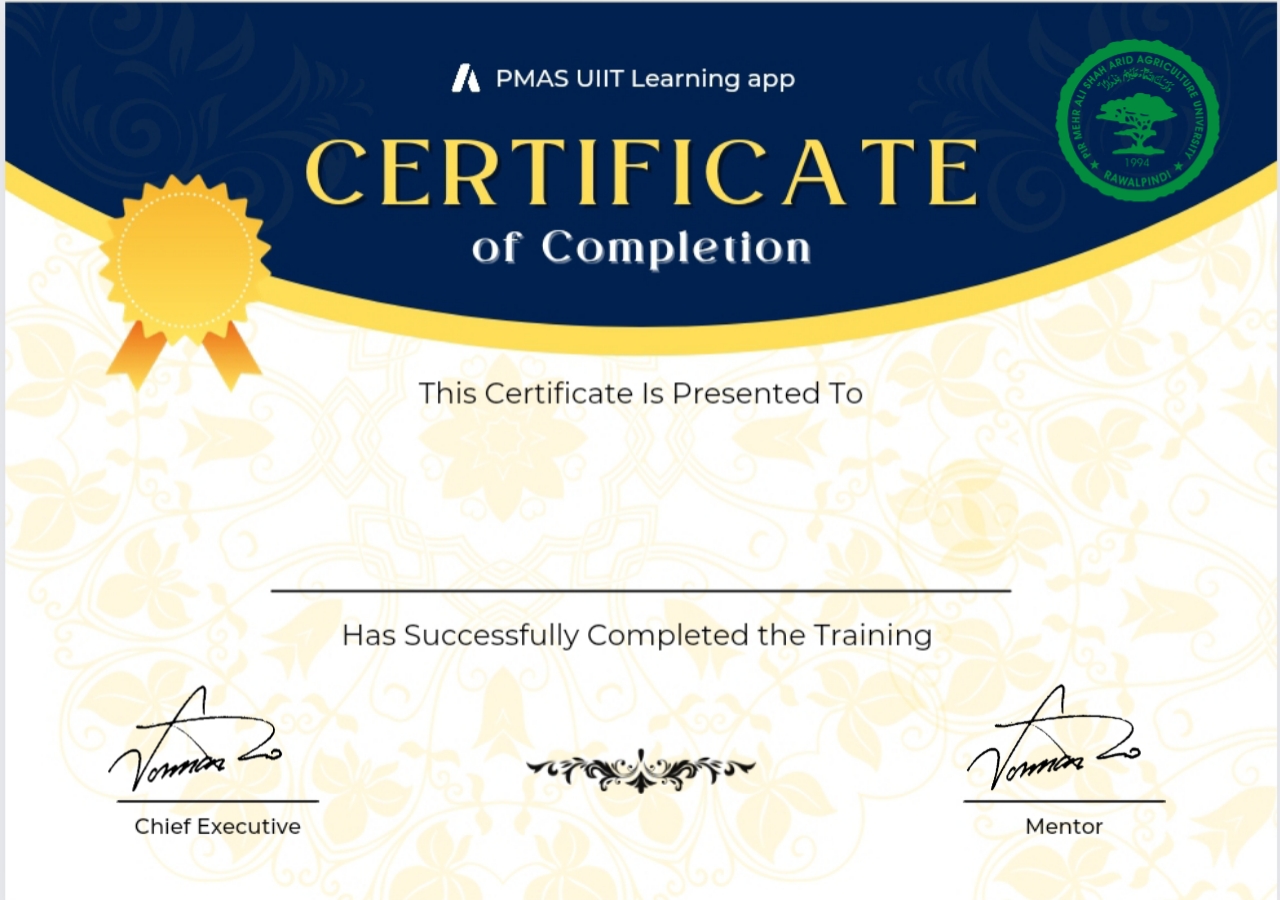 PMAS UIIT Learning app
PIR MEHR ALI SHAH ARID AGRICULTURE UNIVERSITY
1994
★ RAWALPINDI ★
CERTIFICATE
of Completion
This Certificate Is Presented To
Has Successfully Completed the Training
Chief Executive
Mentor